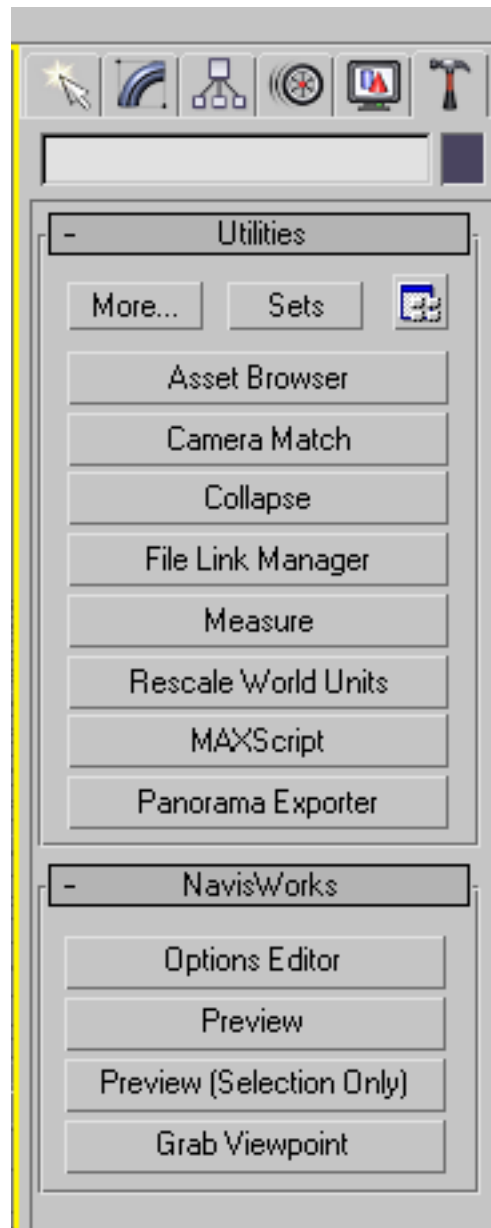 - Utilities
More... Sets
Asset Browser
Camera Match
Collapse
File Link Manager
Measure
Rescale World Units
MAXScript
Panorama Exporter
- NavisWorks
Options Editor
Preview
Preview (Selection Only)
Grab Viewpoint